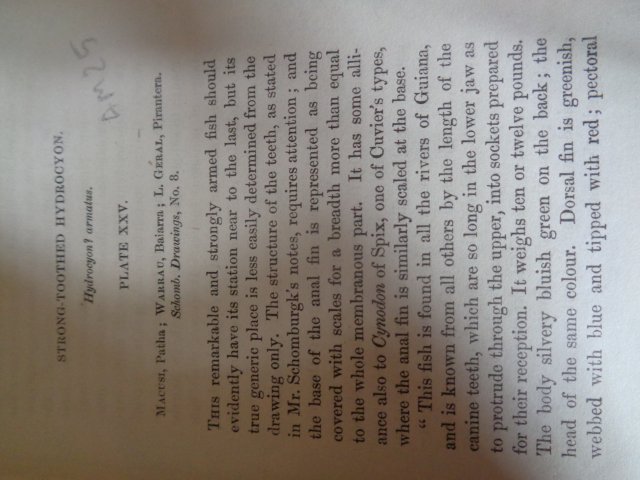 STRONG-TOOTHED HYDROCYON.
Hydrocyon? armatus.
PLATE XXV.
MACUSI, Patha; WARRAU, Baiarra; L. GERAL, Pirantera.
Schomb. Drawings, No. 8.
THIS remarkable and strongly armed fish should
evidently have its station near to the last, but its
true generic place is less easily determined from the
drawing only. The structure of the teeth, as stated
in Mr. Schomburgk's notes, requires attention; and
the base of the anal fin is represented as being
covered with scales for a breadth more than equal
to the whole membranous part. It has some alli-
ance also to Cynodon of Spix, one of Cuvier's types,
where the anal fin is similarly scaled at the base.
“ This fish is found in all the rivers of Guiana,
and is known from all others by the length of the
canine teeth, which are so long in the lower jaw as
to protrude through the upper, into sockets prepared
for their reception. It weighs ten or twelve pounds.
The body silvery bluish green on the back; the
head of the same colour. Dorsal fin is greenish,
webbed with blue and tipped with red; pectoral